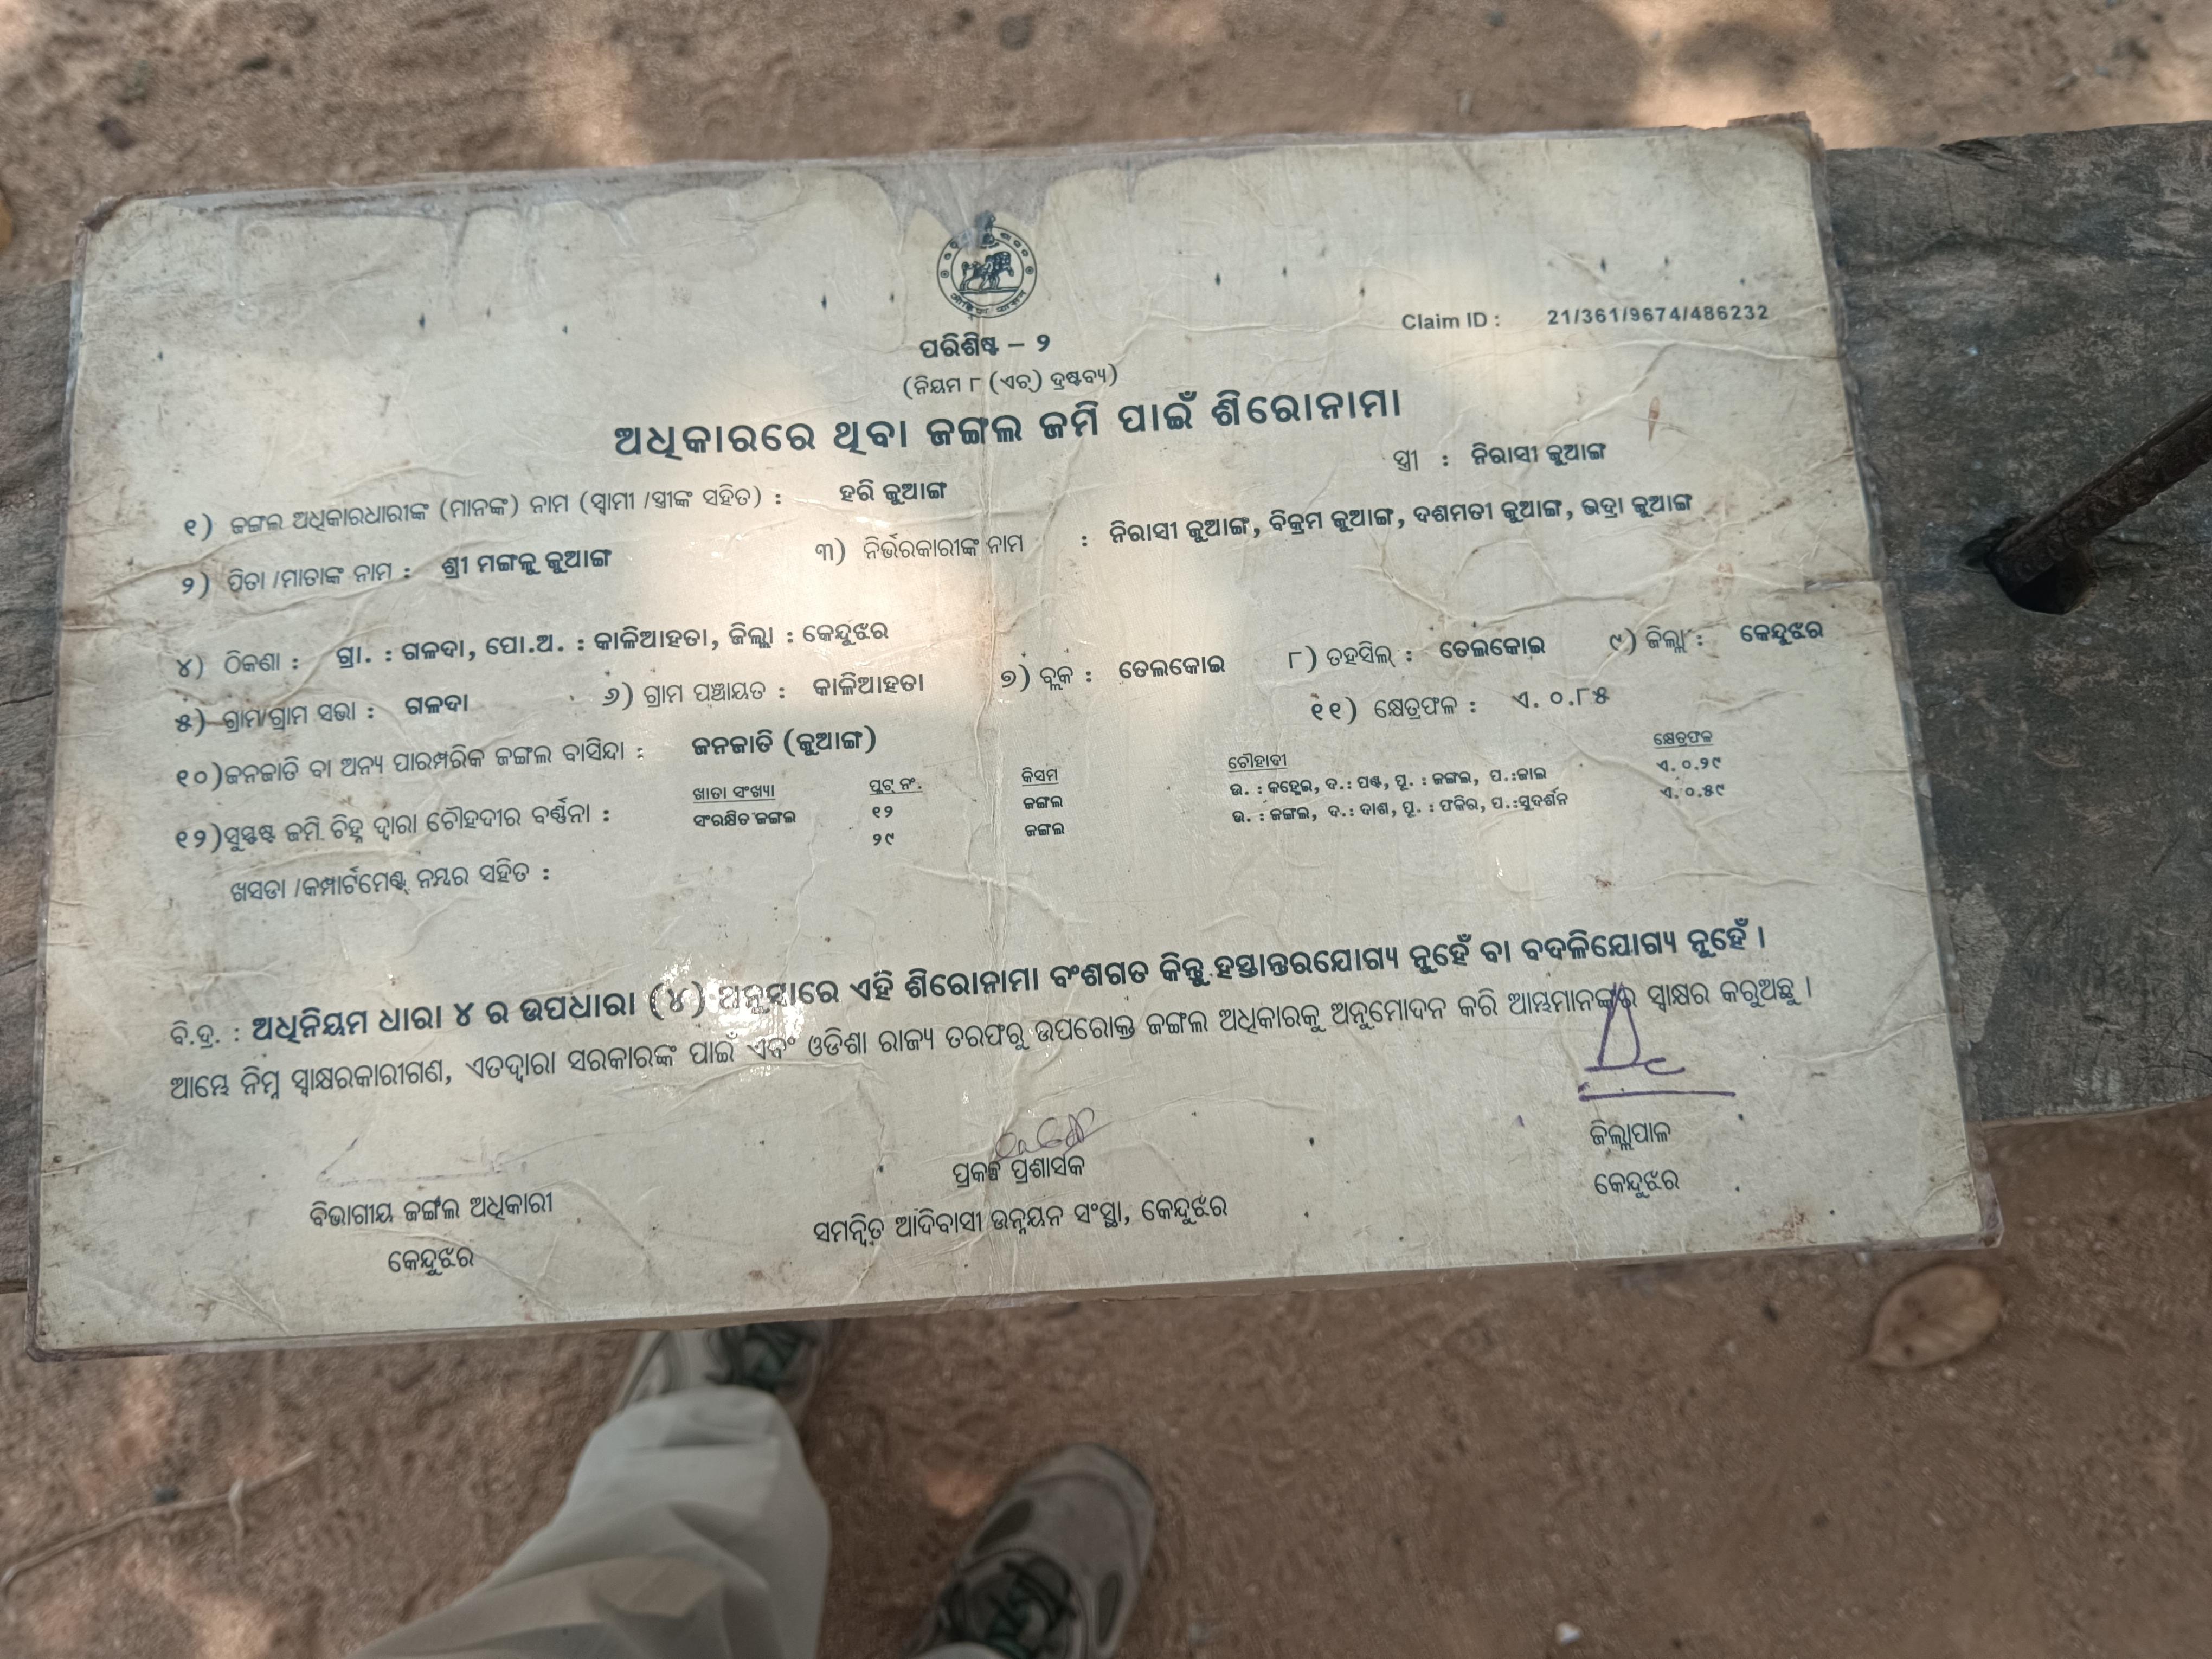 Claim ID : 21/361/9674/486232
ପରିଶିଷ୍ଟ – ୨
(ନିୟମ ୮ (ଏଚ୍) ଦ୍ରଷ୍ଟବ୍ୟ)
ଅଧିକାରରେ ଥିବା ଜଙ୍ଗଲ ଜମି ପାଇଁ ଶିରୋନାମା
୧) ଜଙ୍ଗଲ ଅଧିକାରଧାରୀଙ୍କ (ମାନଙ୍କ) ନାମ (ସ୍ୱାମୀ /ସ୍ତ୍ରୀଙ୍କ ସହିତ) : ହରି ଜୁଆଙ୍ଗ ସ୍ତ୍ରୀ : ନିରାସୀ ଜୁଆଙ୍ଗ
୨) ପିତା /ମାତାଙ୍କ ନାମ : ଶ୍ରୀ ମଙ୍ଗଳୁ ଜୁଆଙ୍ଗ ୩) ନିର୍ଭରକାରୀଙ୍କ ନାମ : ନିରାସୀ ଜୁଆଙ୍ଗ, ବିକ୍ରମ ଜୁଆଙ୍ଗ, ଦଶମତୀ ଜୁଆଙ୍ଗ, ଭଦ୍ରା ଜୁଆଙ୍ଗ
୪) ଠିକଣା : ଗ୍ରା. : ଗଳଦା, ପୋ.ଅ. : କାଳିଆହତା, ଜିଲ୍ଲା : କେନ୍ଦୁଝର
୫) ଗ୍ରାମ/ଗ୍ରାମ ସଭା : ଗଳଦା ୬) ଗ୍ରାମ ପଞ୍ଚାୟତ : କାଳିଆହତା ୭) ବ୍ଲକ : ତେଲକୋଇ ୮) ତହସିଲ୍ : ତେଲକୋଇ ୯) ଜିଲ୍ଲା : କେନ୍ଦୁଝର
୧୦)ଜନଜାତି ବା ଅନ୍ୟ ପାରମ୍ପରିକ ଜଙ୍ଗଲ ବାସିନ୍ଦା : ଜନଜାତି (ଜୁଆଙ୍ଗ) ୧୧) କ୍ଷେତ୍ରଫଳ : ଏ. ୦.୮୫
୧୨)ସୁସ୍ପଷ୍ଟ ଜମି ଚିହ୍ନ ଦ୍ୱାରା ଚୌହଦୀର ବର୍ଣ୍ଣନା :
ଖାତା ସଂଖ୍ୟା ପ୍ଲଟ୍ ନଂ. କିସମ ଚୌହାଦୀ କ୍ଷେତ୍ରଫଳ
ସଂରକ୍ଷିତ ଜଙ୍ଗଲ ୧୨ ଜଙ୍ଗଲ ଉ. : କହ୍ନେଇ, ଦ.: ପଣ୍ଟ, ପୂ. : ଜଙ୍ଗଲ, ପ.:ଜାଲ ଏ. ୦.୨୯
୨୯ ଜଙ୍ଗଲ ଉ. : ଜଙ୍ଗଲ, ଦ.: ଦାଶ, ପୂ. : ଫକିର, ପ.:ସୁଦର୍ଶନ ଏ. ୦.୫୯
ଖସଡା /କମ୍ପାର୍ଟମେଣ୍ଟ ନମ୍ବର ସହିତ :
ବି.ଦ୍ର. : ଅଧିନିୟମ ଧାରା ୪ ର ଉପଧାରା (୪) ଅନୁସାରେ ଏହି ଶିରୋନାମା ବଂଶଗତ କିନ୍ତୁ ହସ୍ତାନ୍ତରଯୋଗ୍ୟ ନୁହେଁ ବା ବଦଳିଯୋଗ୍ୟ ନୁହେଁ ।
ଆମ୍ଭେ ନିମ୍ନ ସ୍ୱାକ୍ଷରକାରୀଗଣ, ଏତଦ୍ୱାରା ସରକାରଙ୍କ ପାଇଁ ଏବଂ ଓଡିଶା ରାଜ୍ୟ ତରଫରୁ ଉପରୋକ୍ତ ଜଙ୍ଗଲ ଅଧିକାରକୁ ଅନୁମୋଦନ କରି ଆମ୍ଭମାନଙ୍କର ସ୍ୱାକ୍ଷର କରୁଅଛୁ ।
ବିଭାଗୀୟ ଜଙ୍ଗଲ ଅଧିକାରୀ
କେନ୍ଦୁଝର
ପ୍ରକଳ୍ପ ପ୍ରଶାସକ
ସମନ୍ୱିତ ଆଦିବାସୀ ଉନ୍ନୟନ ସଂସ୍ଥା, କେନ୍ଦୁଝର
ଜିଲ୍ଲାପାଳ
କେନ୍ଦୁଝର